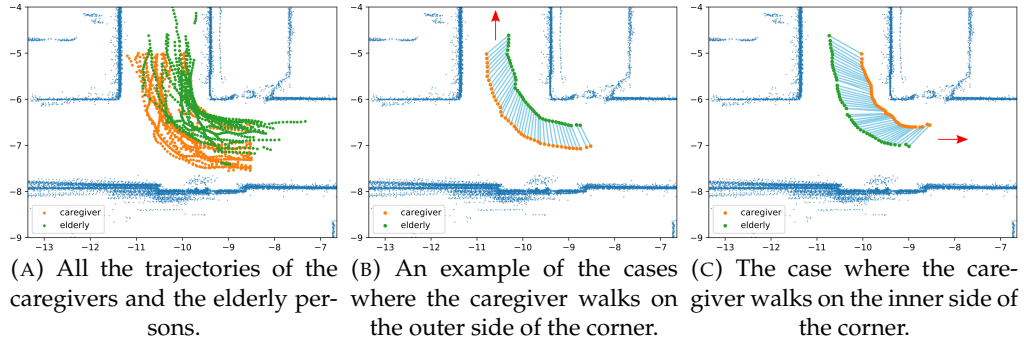 −4
−5
−6
−7
−8
−9
−13 −12 −11 −10 −9 −8 −7
caregiver
elderly
−4
−5
−6
−7
−8
−9
−13 −12 −11 −10 −9 −8 −7
caregiver
elderly
−4
−5
−6
−7
−8
−9
−13 −12 −11 −10 −9 −8 −7
caregiver
elderly
(A) All the trajectories of the
caregivers and the elderly per-
sons.
(B) An example of the cases
where the caregiver walks on
the outer side of the corner.
(C) The case where the care-
giver walks on the inner side of
the corner.